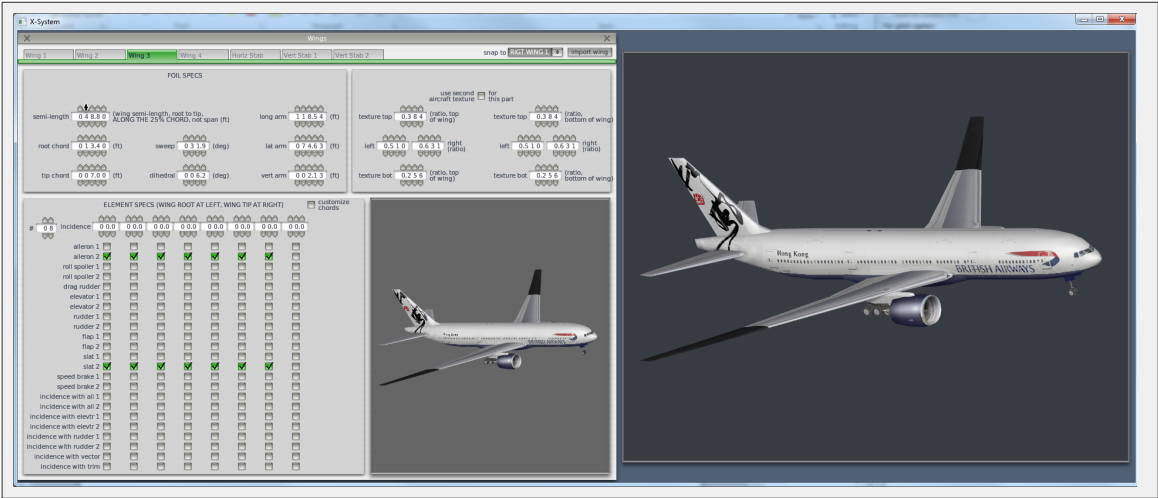 X-System
Wings
Wing 1 Wing 2 Wing 3 Wing 4 Horiz Stab Vert Stab 1 Vert Stab 2
snap to RIGT WING 1 import wing
FOIL SPECS
semi-length 0 4 8.8 0 (wing semi-length, root to tip,
ALONG THE 25% CHORD, not span (ft)
long arm 1 1 8.5 4 (ft)
root chord 0 1 3.4 0 (ft) sweep 0 3 1.9 (deg) lat arm 0 7 4.6 3 (ft)
tip chord 0 0 7.0 0 (ft) dihedral 0 0 6.2 (deg) vert arm 0 0 2.1 3 (ft)
use second
aircraft texture
for
this part
texture top 0.3 8 4 (ratio, top
of wing)
texture top 0.3 8 4 (ratio,
bottom of wing)
left 0.5 1 0 0.6 3 1 right
(ratio)
left 0.5 1 0 0.6 3 1 right
(ratio)
texture bot 0.2 5 6 (ratio, top
of wing)
texture bot 0.2 5 6 (ratio,
bottom of wing)
ELEMENT SPECS (WING ROOT AT LEFT, WING TIP AT RIGHT)
customize
chords
# 0 8 incidence 0 0.0 0 0.0 0 0.0 0 0.0 0 0.0 0 0.0 0 0.0 0 0.0
aileron 1
aileron 2
roll spoiler 1
roll spoiler 2
drag rudder
elevator 1
elevator 2
rudder 1
rudder 2
flap 1
flap 2
slat 1
slat 2
speed brake 1
speed brake 2
incidence with ail 1
incidence with ail 2
incidence with elevtr 1
incidence with elevtr 2
incidence with rudder 1
incidence with rudder 2
incidence with vector
incidence with trim
Hong Kong
BRITISH AIRWAYS